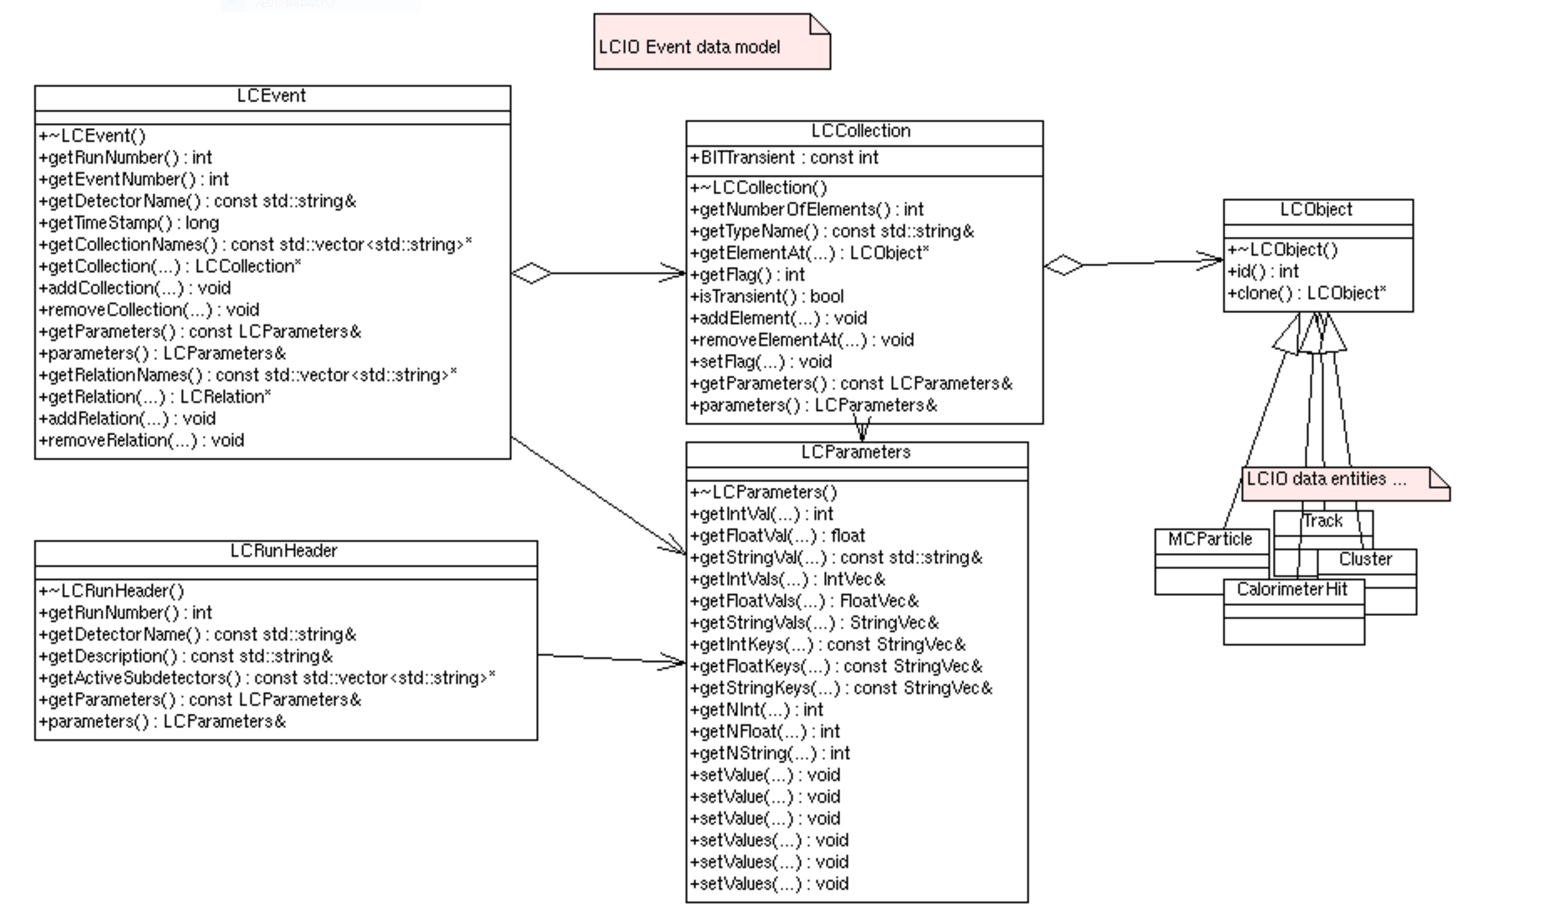 LCIO Event data model
LCEvent
+~LCEvent()
+getRunNumber() : int
+getEventNumber() : int
+getDetectorName() : const std::string&
+getTimeStamp() : long
+getCollectionNames() : const std::vector<std::string>*
+getCollection(...) : LCCollection*
+addCollection(...) : void
+removeCollection(...) : void
+getParameters() : const LCParameters&
+parameters() : LCParameters&
+getRelationNames() : const std::vector<std::string>*
+getRelation(...) : LCRelation*
+addRelation(...) : void
+removeRelation(...) : void
LCCollection
+BITTransient : const int
+~LCCollection()
+getNumberOfElements() : int
+getTypeName() : const std::string&
+getElementAt(...) : LCObject*
+getFlag() : int
+isTransient() : bool
+addElement(...) : void
+removeElementAt(...) : void
+setFlag(...) : void
+getParameters() : const LCParameters&
+parameters() : LCParameters&
LCObject
+~LCObject()
+id() : int
+clone() : LCObject*
LCRunHeader
+~LCRunHeader()
+getRunNumber() : int
+getDetectorName() : const std::string&
+getDescription() : const std::string&
+getActiveSubdetectors() : const std::vector<std::string>*
+getParameters() : const LCParameters&
+parameters() : LCParameters&
LCParameters
+~LCParameters()
+getIntVal(...) : int
+getFloatVal(...) : float
+getStringVal(...) : const std::string&
+getIntVals(...) : IntVec&
+getFloatVals(...) : FloatVec&
+getStringVals(...) : StringVec&
+getIntKeys(...) : const StringVec&
+getFloatKeys(...) : const StringVec&
+getStringKeys(...) : const StringVec&
+getNInt(...) : int
+getNFloat(...) : int
+getNString(...) : int
+setValue(...) : void
+setValue(...) : void
+setValue(...) : void
+setValues(...) : void
+setValues(...) : void
+setValues(...) : void
LCIO data entities ...
Track
MCParticle
Cluster
CalorimeterHit